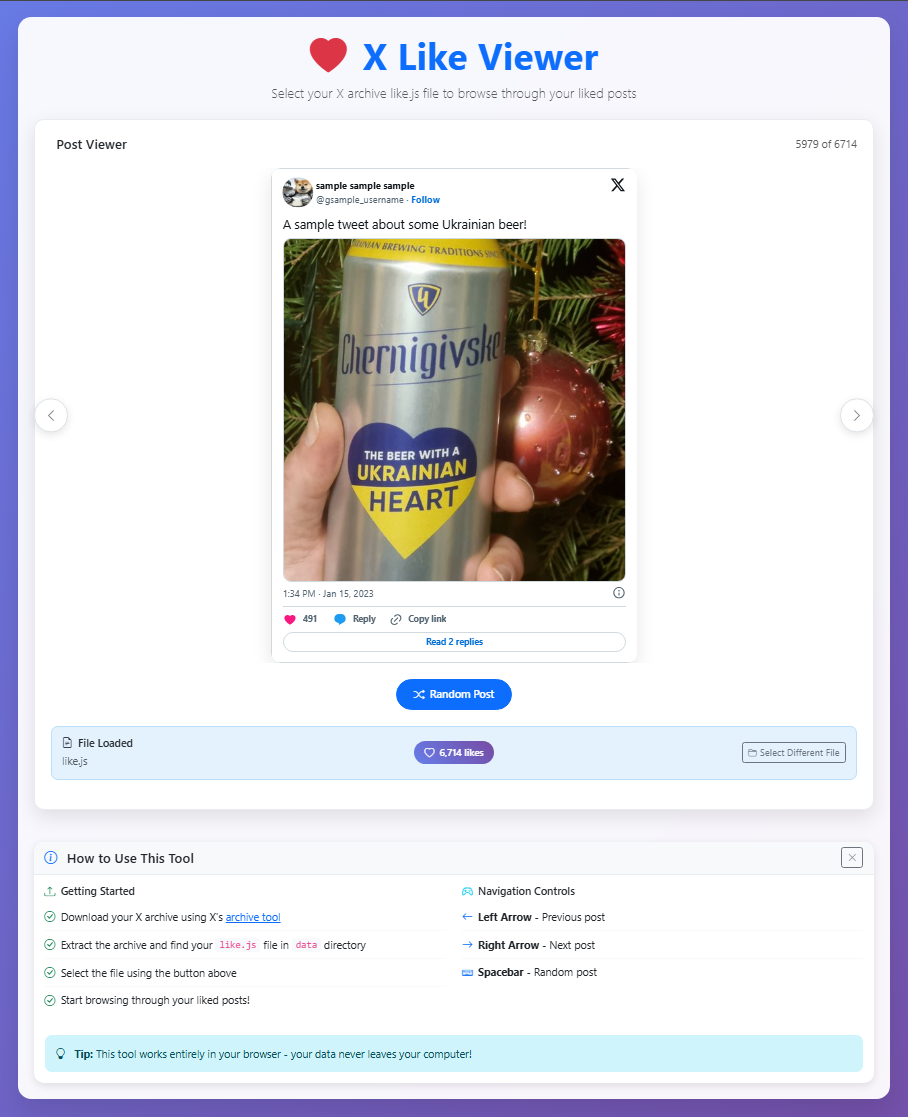 X Like Viewer
Select your X archive like.js file to browse through your liked posts
Post Viewer
5979 of 6714
sample sample sample
@gsample_username · Follow
A sample tweet about some Ukrainian beer!
BREWING TRADITIONS
Chernigivske
THE BEER WITH A
UKRAINIAN
HEART
1:34 PM · Jan 15, 2023
491 Reply Copy link
Read 2 replies
Random Post
File Loaded
like.js
6,714 likes
Select Different File
How to Use This Tool
Getting Started
Download your X archive using X's archive tool
Extract the archive and find your like.js file in data directory
Select the file using the button above
Start browsing through your liked posts!
Navigation Controls
Left Arrow - Previous post
Right Arrow - Next post
Spacebar - Random post
Tip: This tool works entirely in your browser - your data never leaves your computer!